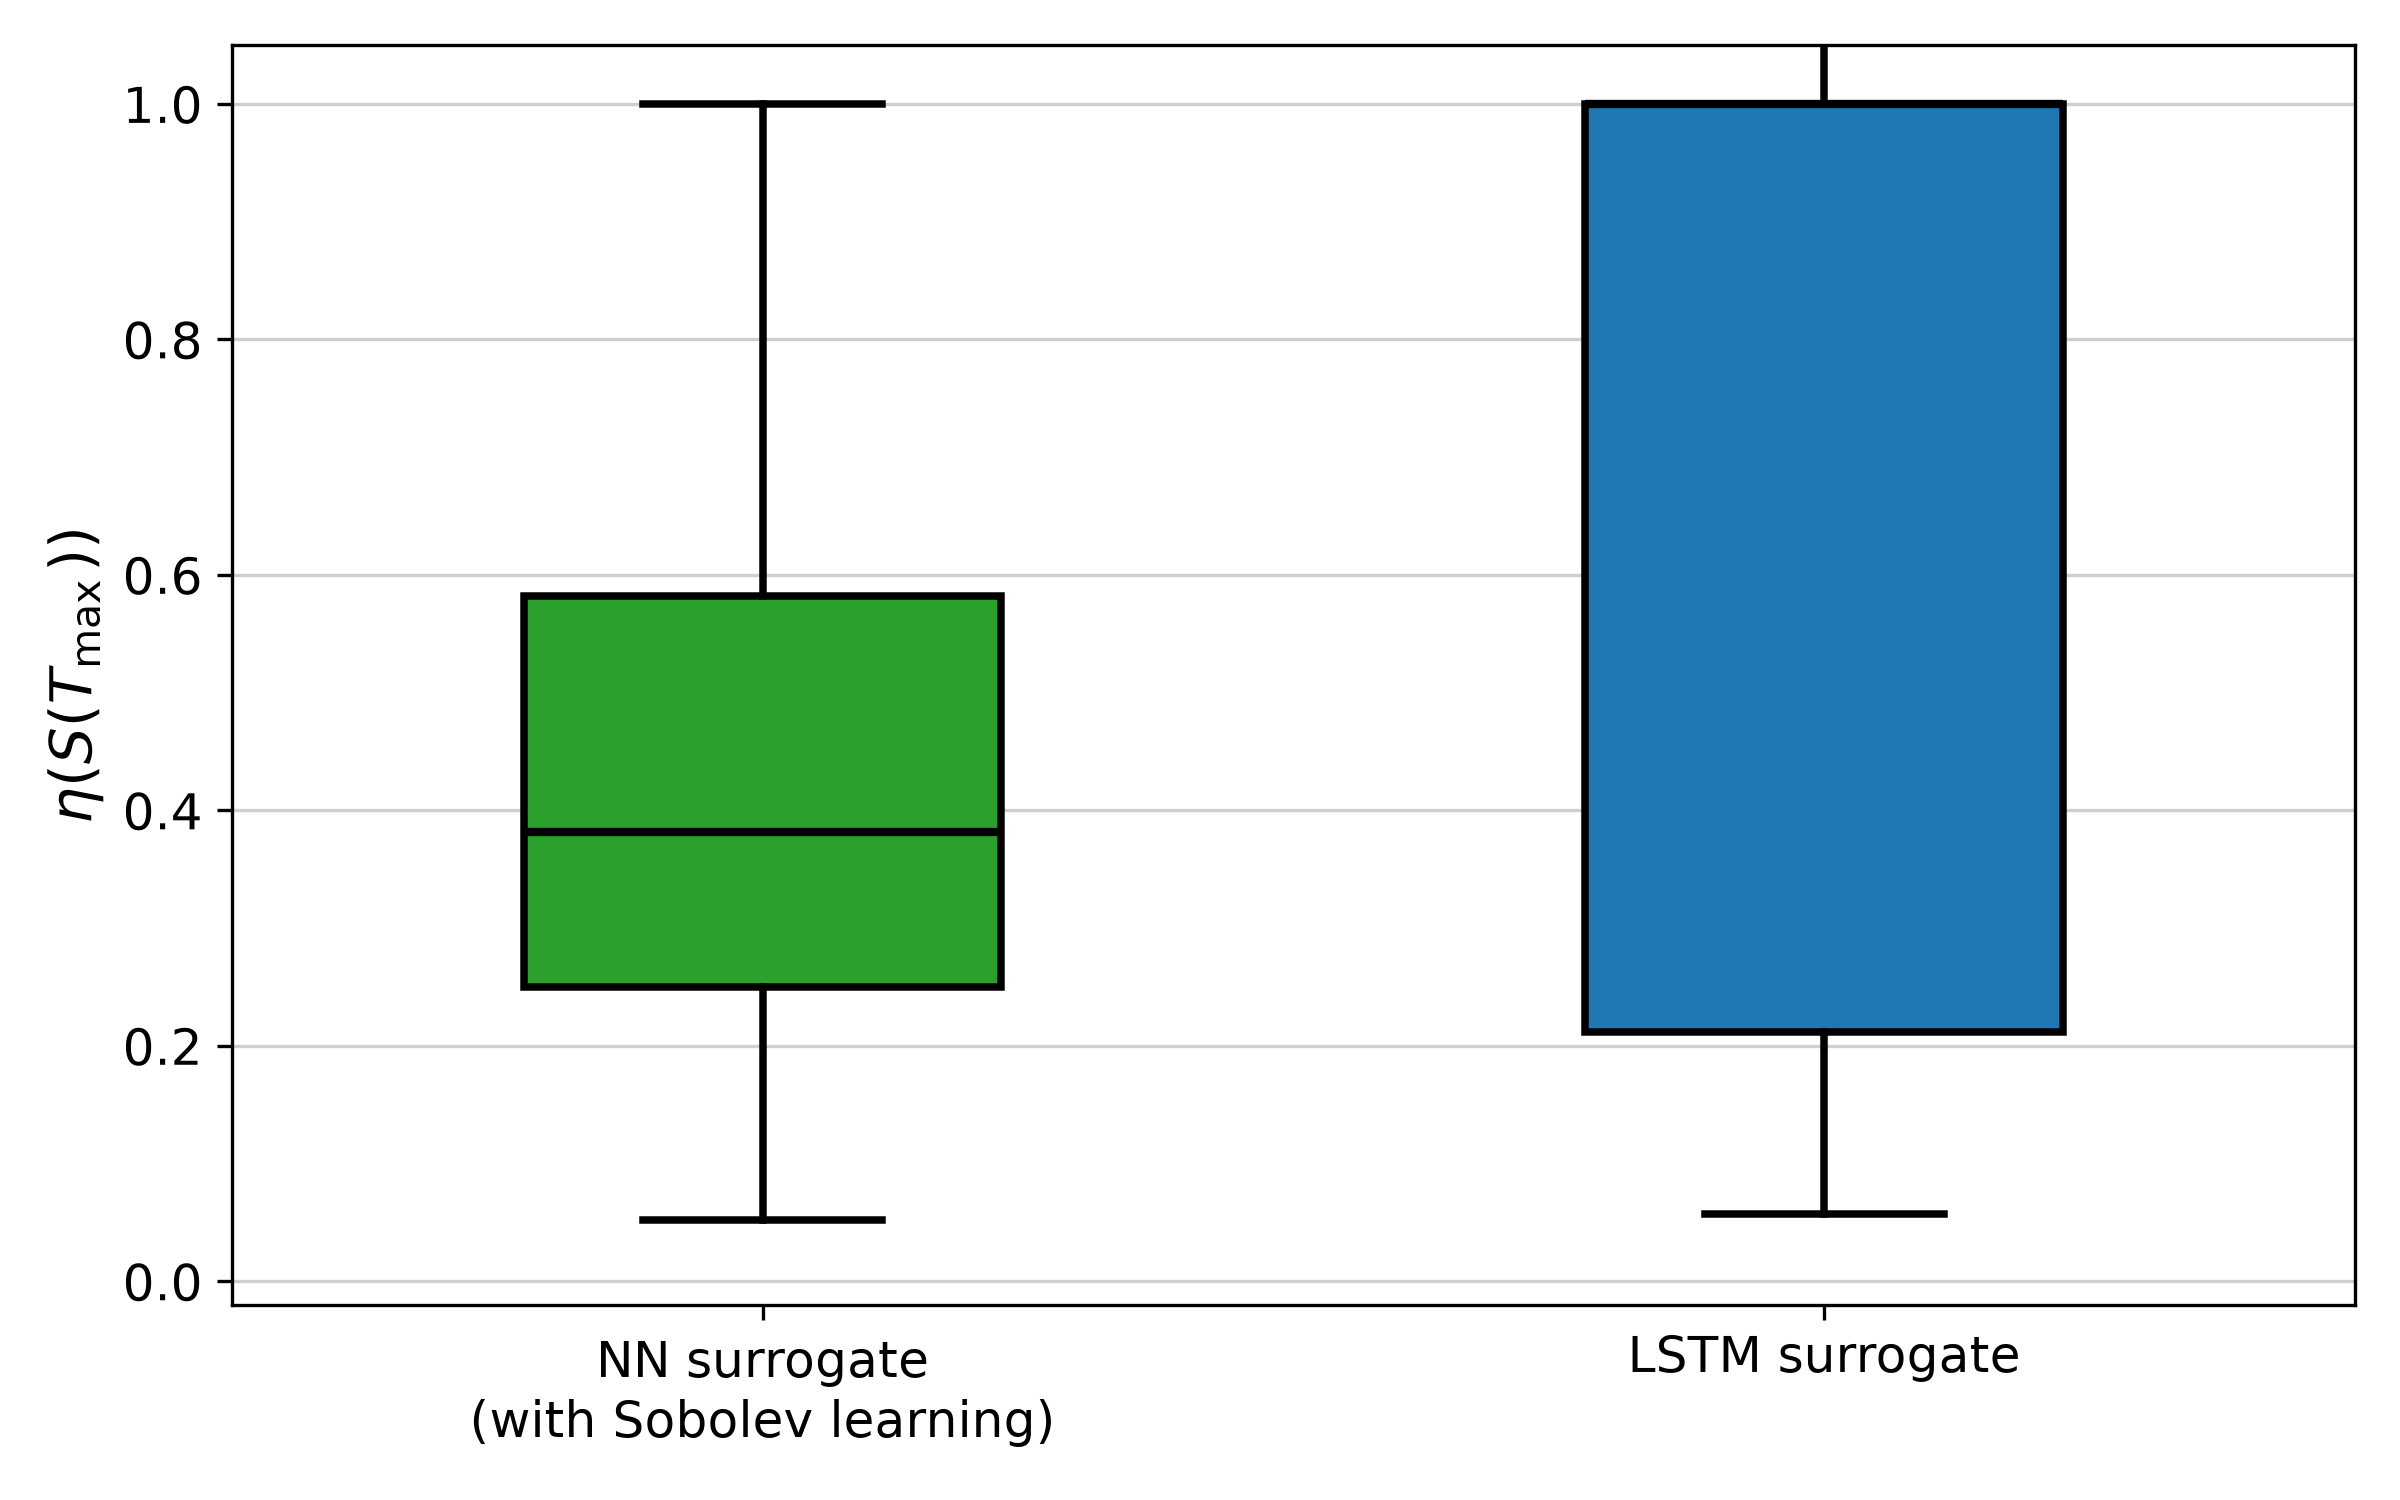 1.0
0.8
0.6
0.4
0.2
0.0
η(S(T_max))
NN surrogate
(with Sobolev learning)
LSTM surrogate